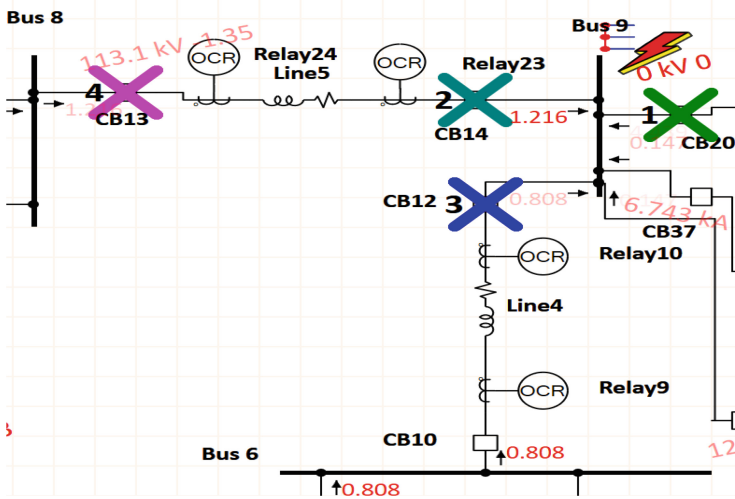 Bus 8
Bus 9
113.1 kV
1.35
OCR
Relay24
Line5
OCR
Relay23
0 kV 0
4
CB13
2
CB14
1.216
1
0.147
CB20
CB12
3
0.808
6.743 kA
CB37
OCR
Relay10
Line4
OCR
Relay9
CB10
0.808
Bus 6
0.808
12